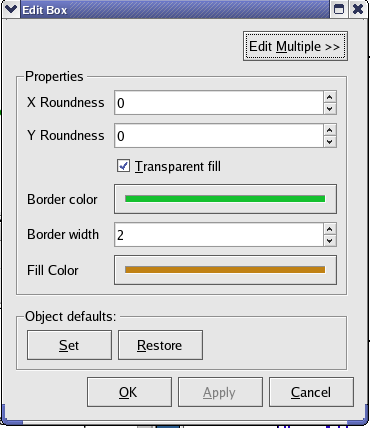 Edit Box
Edit Multiple >>
Properties
X Roundness 0
Y Roundness 0
Transparent fill
Border color
Border width 2
Fill Color
Object defaults:
Set Restore
OK Apply Cancel